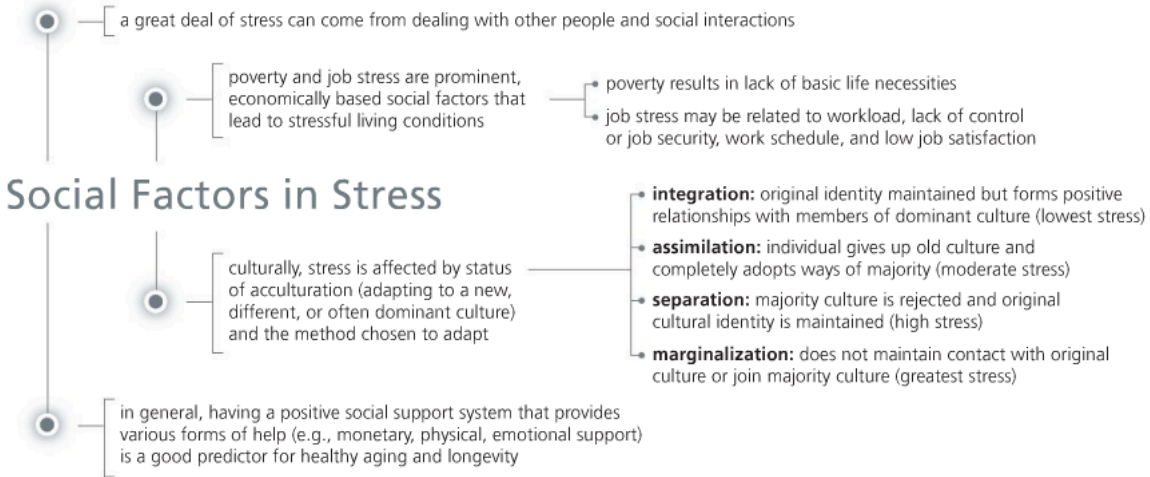 a great deal of stress can come from dealing with other people and social interactions
poverty and job stress are prominent,
economically based social factors that
lead to stressful living conditions
poverty results in lack of basic life necessities
job stress may be related to workload, lack of control
or job security, work schedule, and low job satisfaction
Social Factors in Stress
culturally, stress is affected by status
of acculturation (adapting to a new,
different, or often dominant culture)
and the method chosen to adapt
integration: original identity maintained but forms positive
relationships with members of dominant culture (lowest stress)
assimilation: individual gives up old culture and
completely adopts ways of majority (moderate stress)
separation: majority culture is rejected and original
cultural identity is maintained (high stress)
marginalization: does not maintain contact with original
culture or join majority culture (greatest stress)
in general, having a positive social support system that provides
various forms of help (e.g., monetary, physical, emotional support)
is a good predictor for healthy aging and longevity